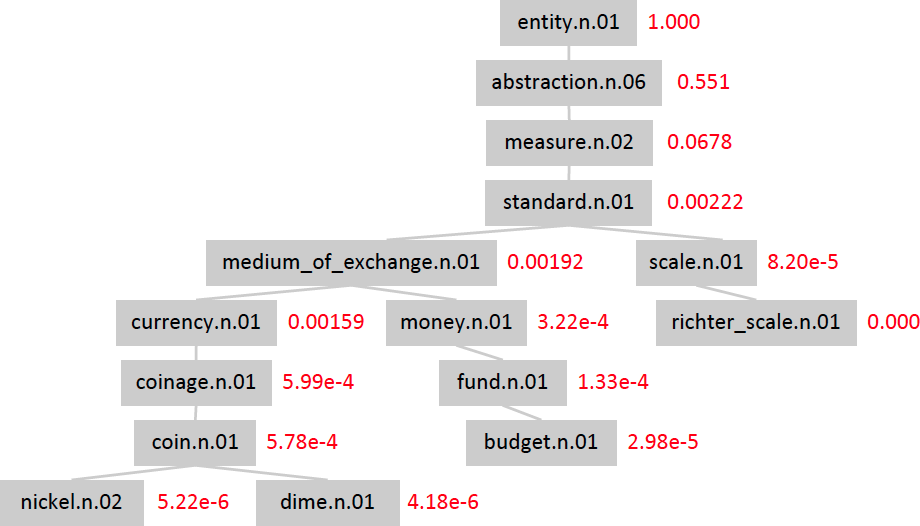 entity.n.01 1.000
abstraction.n.06 0.551
measure.n.02 0.0678
standard.n.01 0.00222
medium_of_exchange.n.01 0.00192 scale.n.01 8.20e-5
currency.n.01 0.00159 money.n.01 3.22e-4 richter_scale.n.01 0.000
coinage.n.01 5.99e-4 fund.n.01 1.33e-4
coin.n.01 5.78e-4 budget.n.01 2.98e-5
nickel.n.02 5.22e-6 dime.n.01 4.18e-6